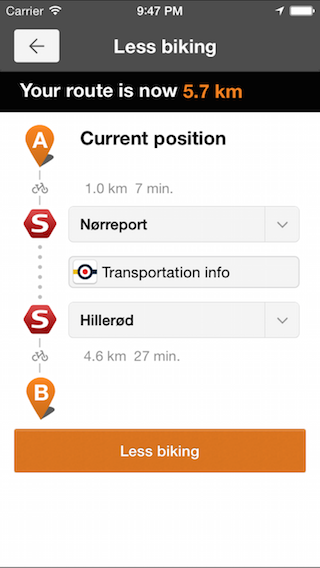 Carrier 9:47 PM
Less biking
Your route is now 5.7 km
A Current position
1.0 km 7 min.
S Nørreport
Transportation info
S Hillerød
4.6 km 27 min.
B
Less biking